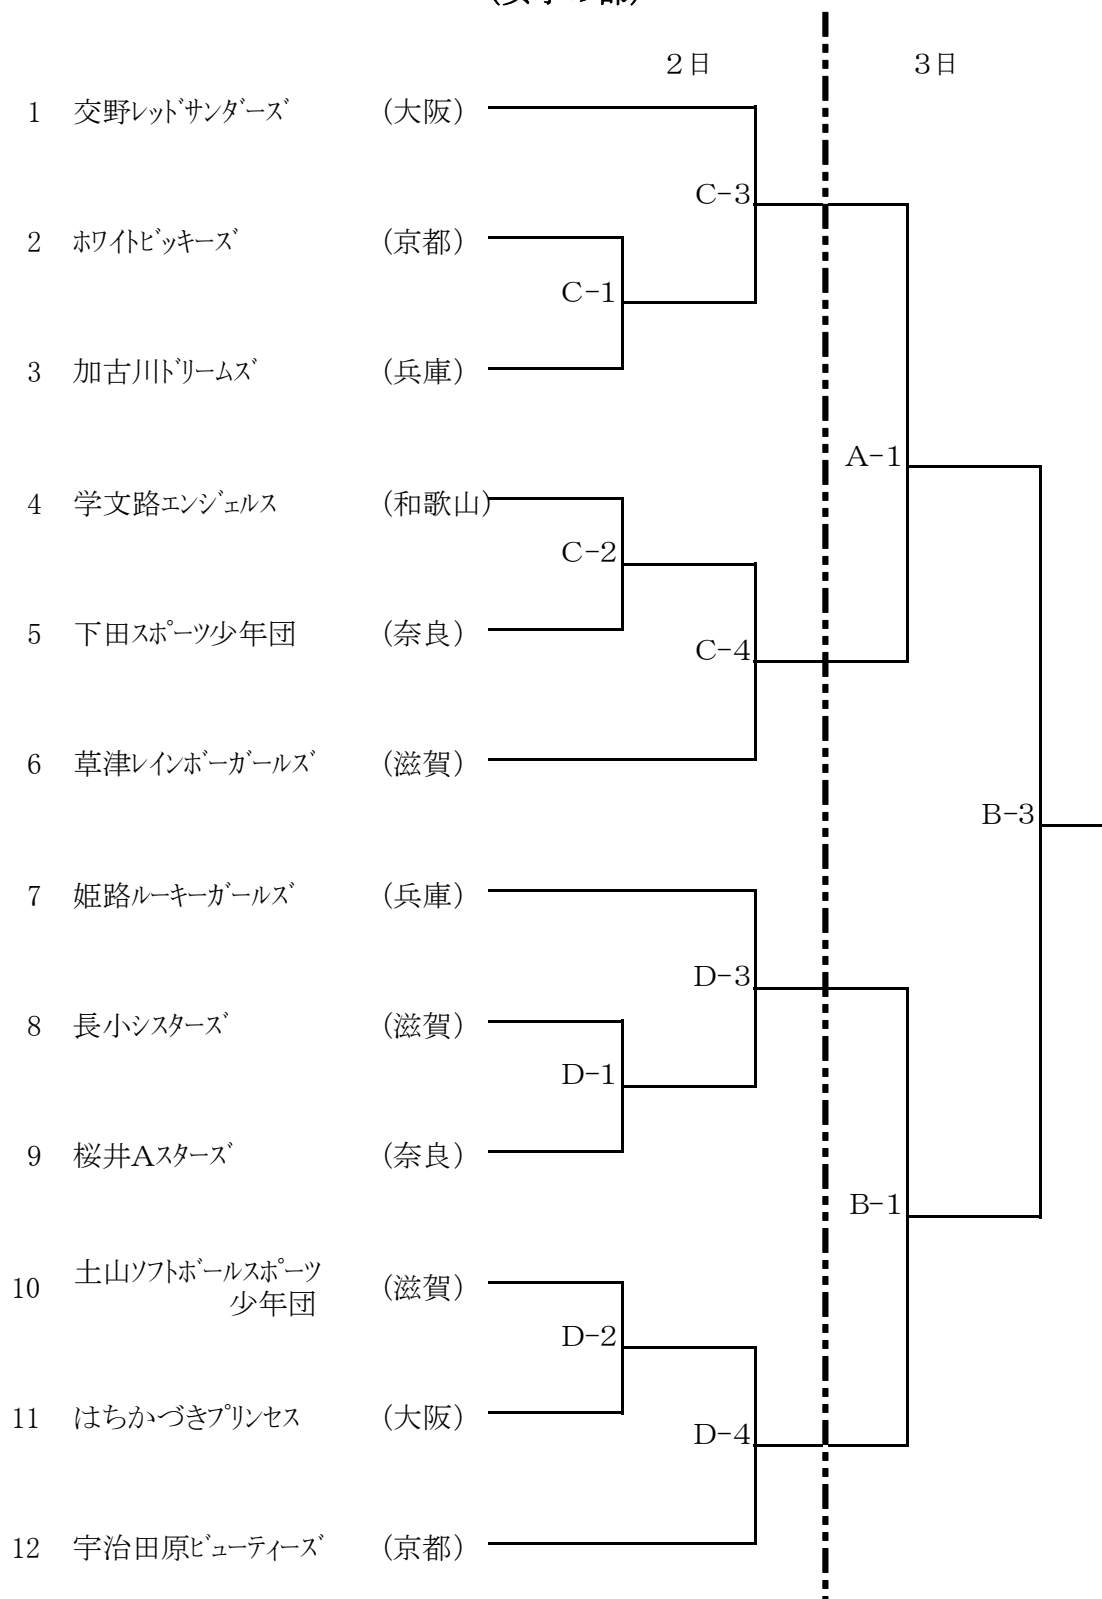 ２日 ３日
1 交野ﾚｯﾄﾞｻﾝﾀﾞｰｽﾞ (大阪)
C-3
2 ﾎﾜｲﾄﾋﾞｯｷｰｽﾞ (京都)
C-1
3 加古川ﾄﾞﾘｰﾑｽﾞ (兵庫)
A-1
4 学文路ｴﾝｼﾞｪﾙｽ (和歌山)
C-2
5 下田ｽﾎﾟｰﾂ少年団 (奈良)
C-4
6 草津ﾚｲﾝﾎﾞｰｶﾞｰﾙｽﾞ (滋賀)
B-3
7 姫路ﾙｰｷｰｶﾞｰﾙｽﾞ (兵庫)
D-3
8 長小ｼｽﾀｰｽﾞ (滋賀)
D-1
9 桜井Aｽﾀｰｽﾞ (奈良)
B-1
10 土山ｿﾌﾄﾎﾞｰﾙｽﾎﾟｰﾂ (滋賀)
少年団
D-2
11 はちかづきﾌﾟﾘﾝｾｽ (大阪)
D-4
12 宇治田原ﾋﾞｭｰﾃｨｰｽﾞ (京都)